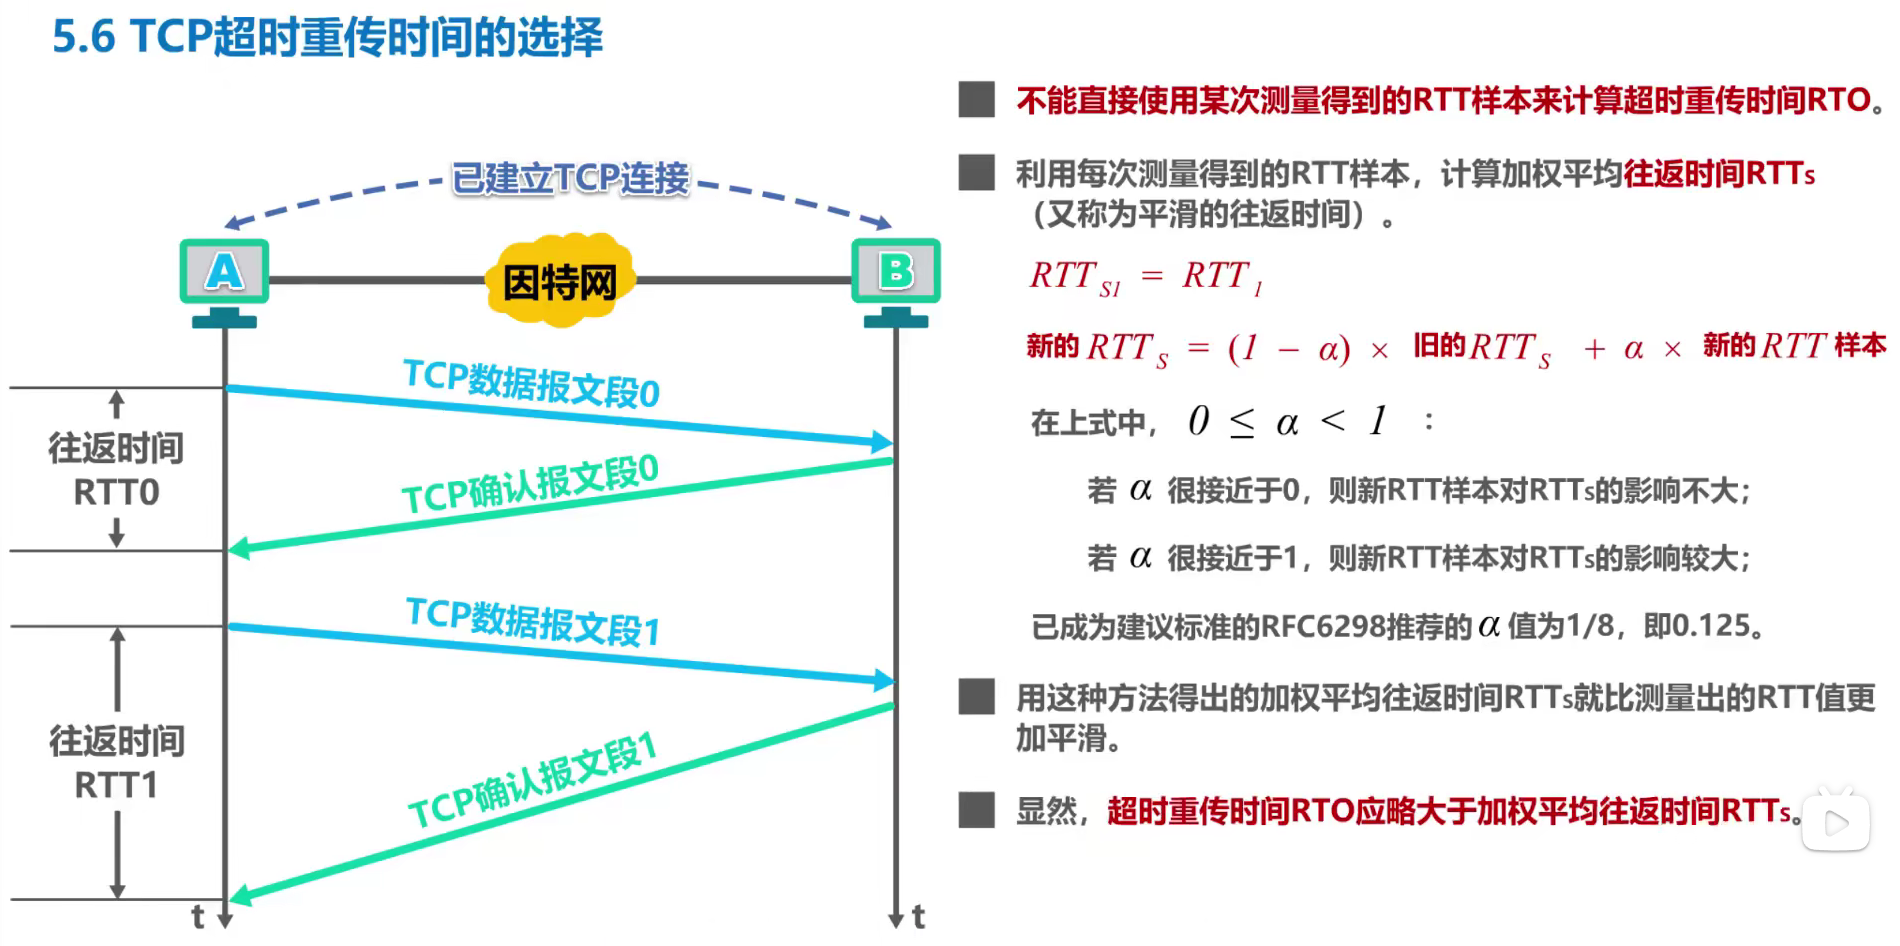 5.6 TCP超时重传时间的选择
已建立TCP连接
A
因特网
B
TCP数据报文段0
往返时间
RTT0
TCP确认报文段0
TCP数据报文段1
往返时间
RTT1
TCP确认报文段1
t
t
不能直接使用某次测量得到的RTT样本来计算超时重传时间RTO。
利用每次测量得到的RTT样本，计算加权平均往返时间RTTs
（又称为平滑的往返时间）。
RTT S1 = RTT 1
新的 RTT S = (1 − α) × 旧的 RTT S + α × 新的 RTT 样本
在上式中， 0 ≤ α < 1 ：
若 α 很接近于0，则新RTT样本对RTTs的影响不大；
若 α 很接近于1，则新RTT样本对RTTs的影响较大；
已成为建议标准的RFC6298推荐的 α 值为1/8，即0.125。
用这种方法得出的加权平均往返时间RTTs就比测量出的RTT值更
加平滑。
显然，超时重传时间RTO应略大于加权平均往返时间RTTs。